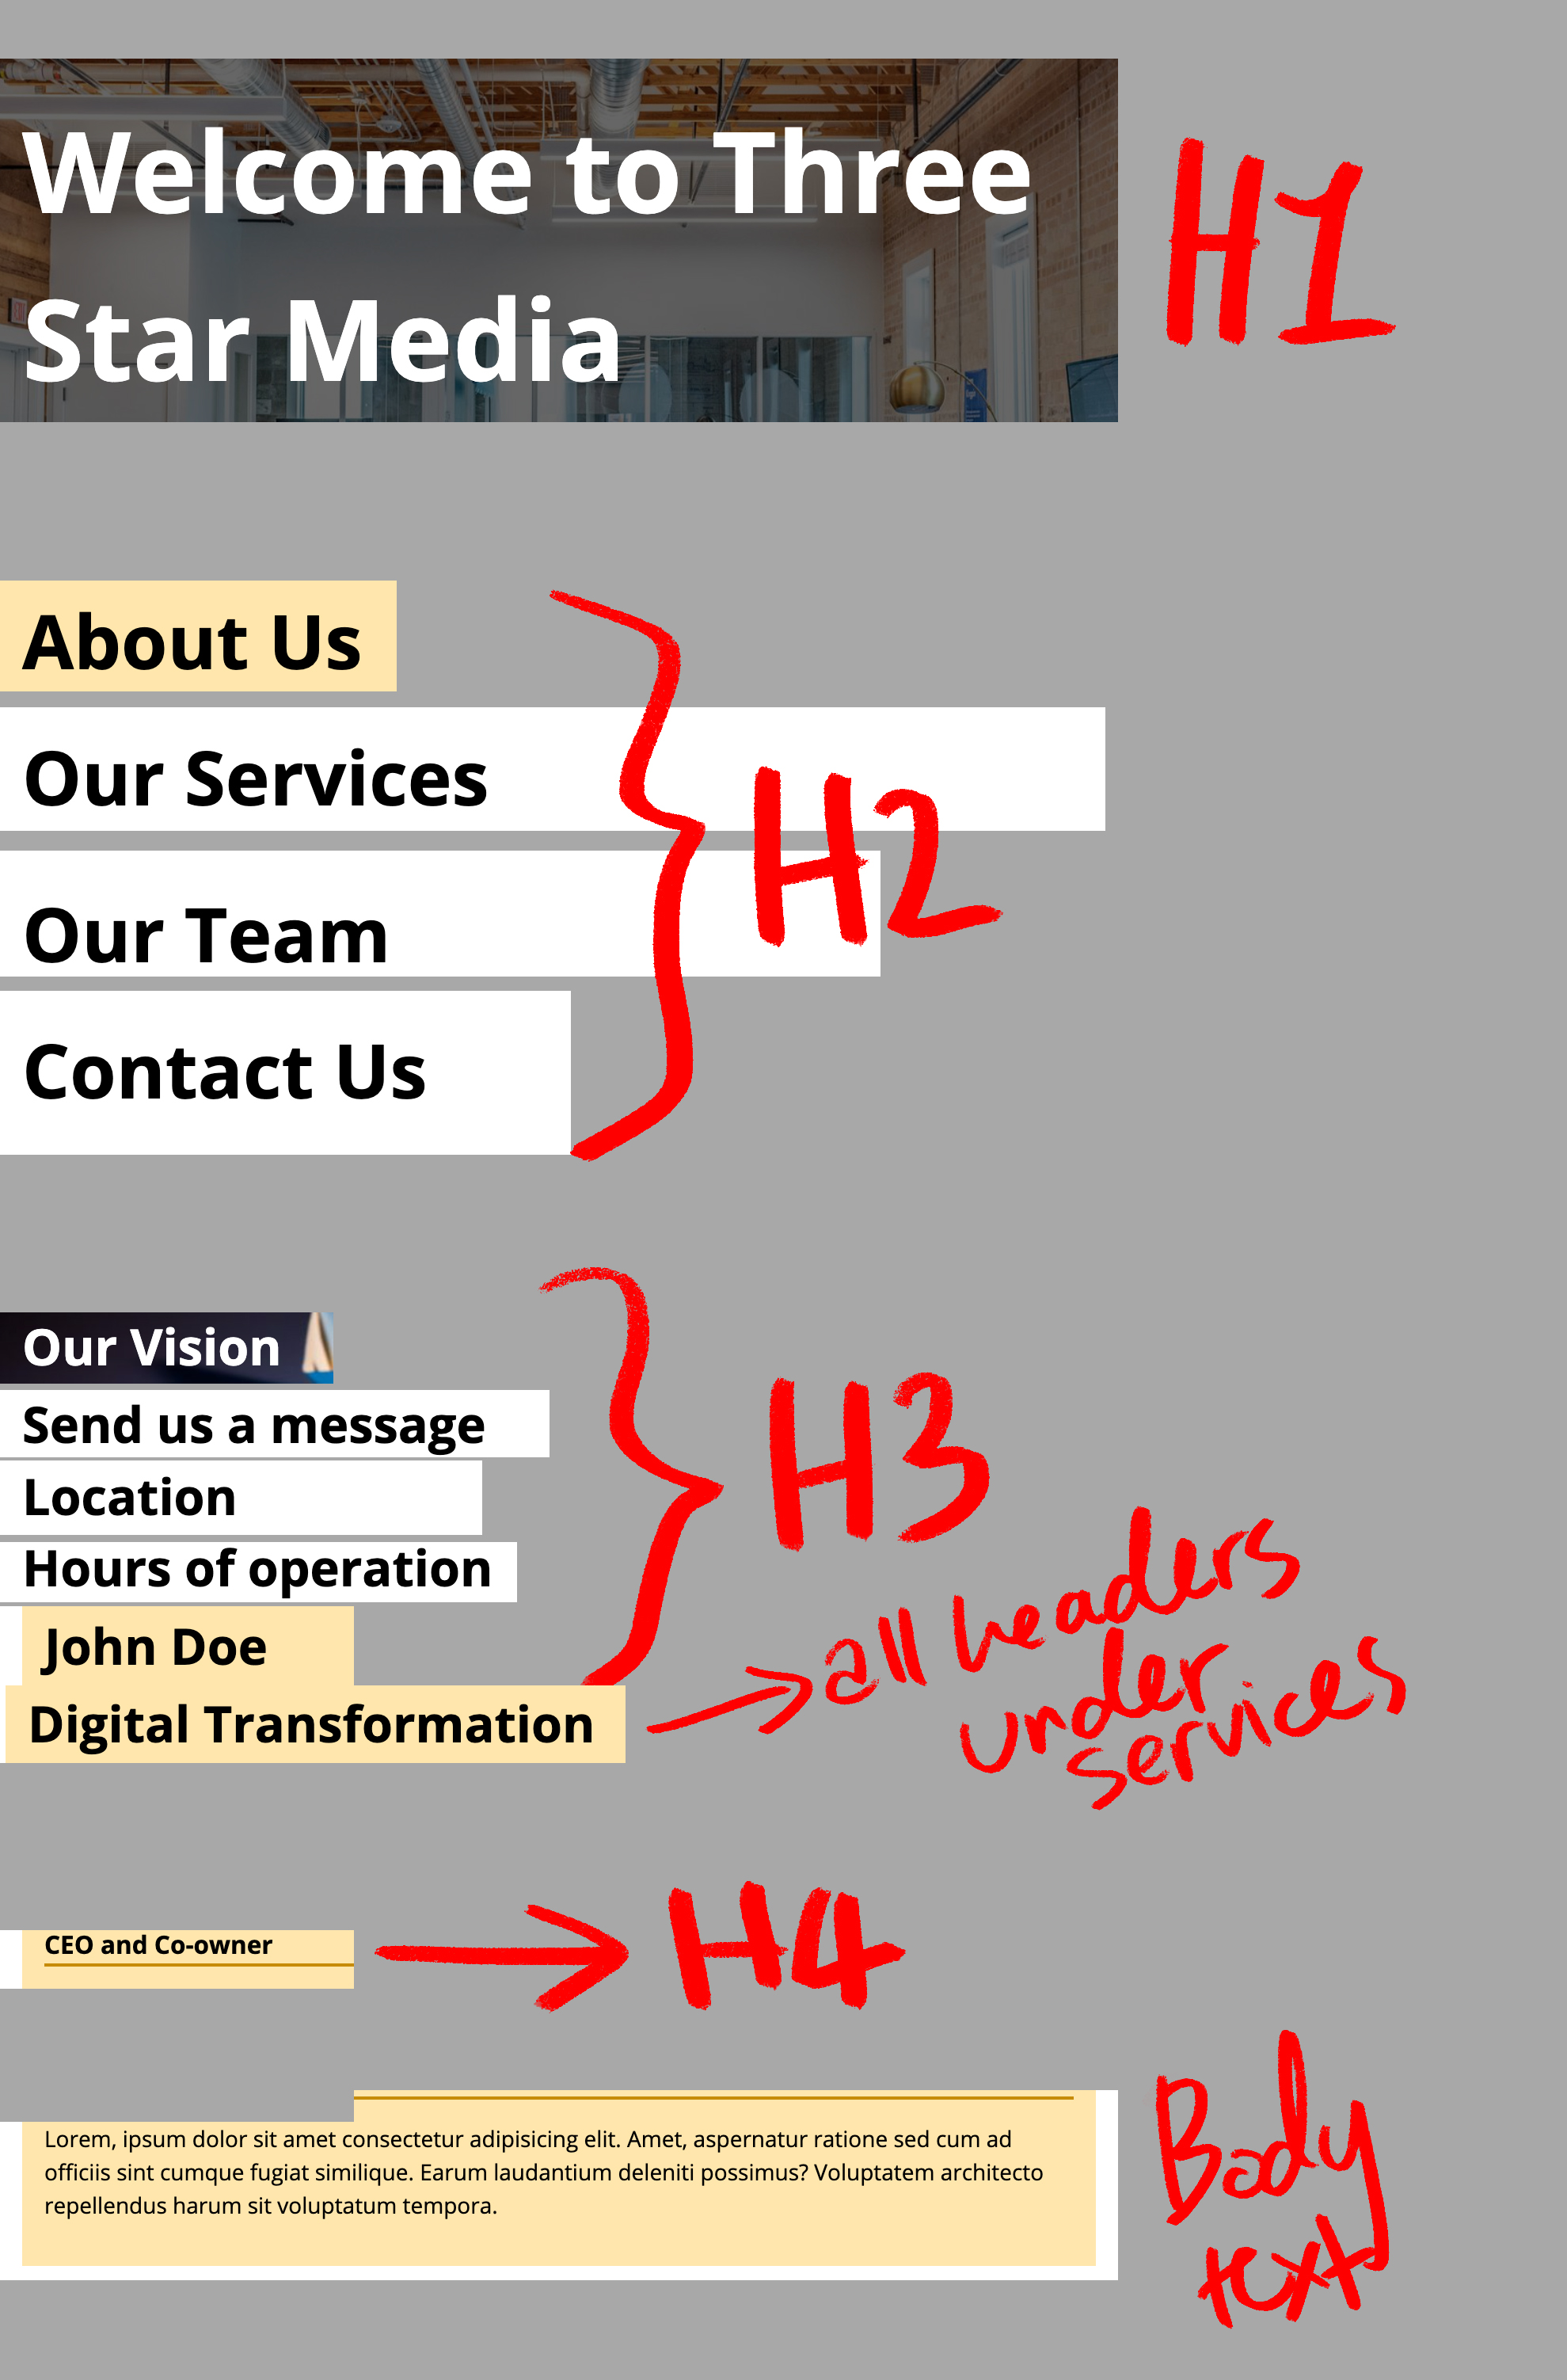 Welcome to Three
Star Media
H1
About Us
Our Services
Our Team
Contact Us
H2
Our Vision
Send us a message
Location
Hours of operation
John Doe
Digital Transformation
H3
all headers
under
services
CEO and Co-owner
H4
Lorem, ipsum dolor sit amet consectetur adipisicing elit. Amet, aspernatur ratione sed cum ad
officiis sint cumque fugiat similique. Earum laudantium deleniti possimus? Voluptatem architecto
repellendus harum sit voluptatum tempora.
Body
text